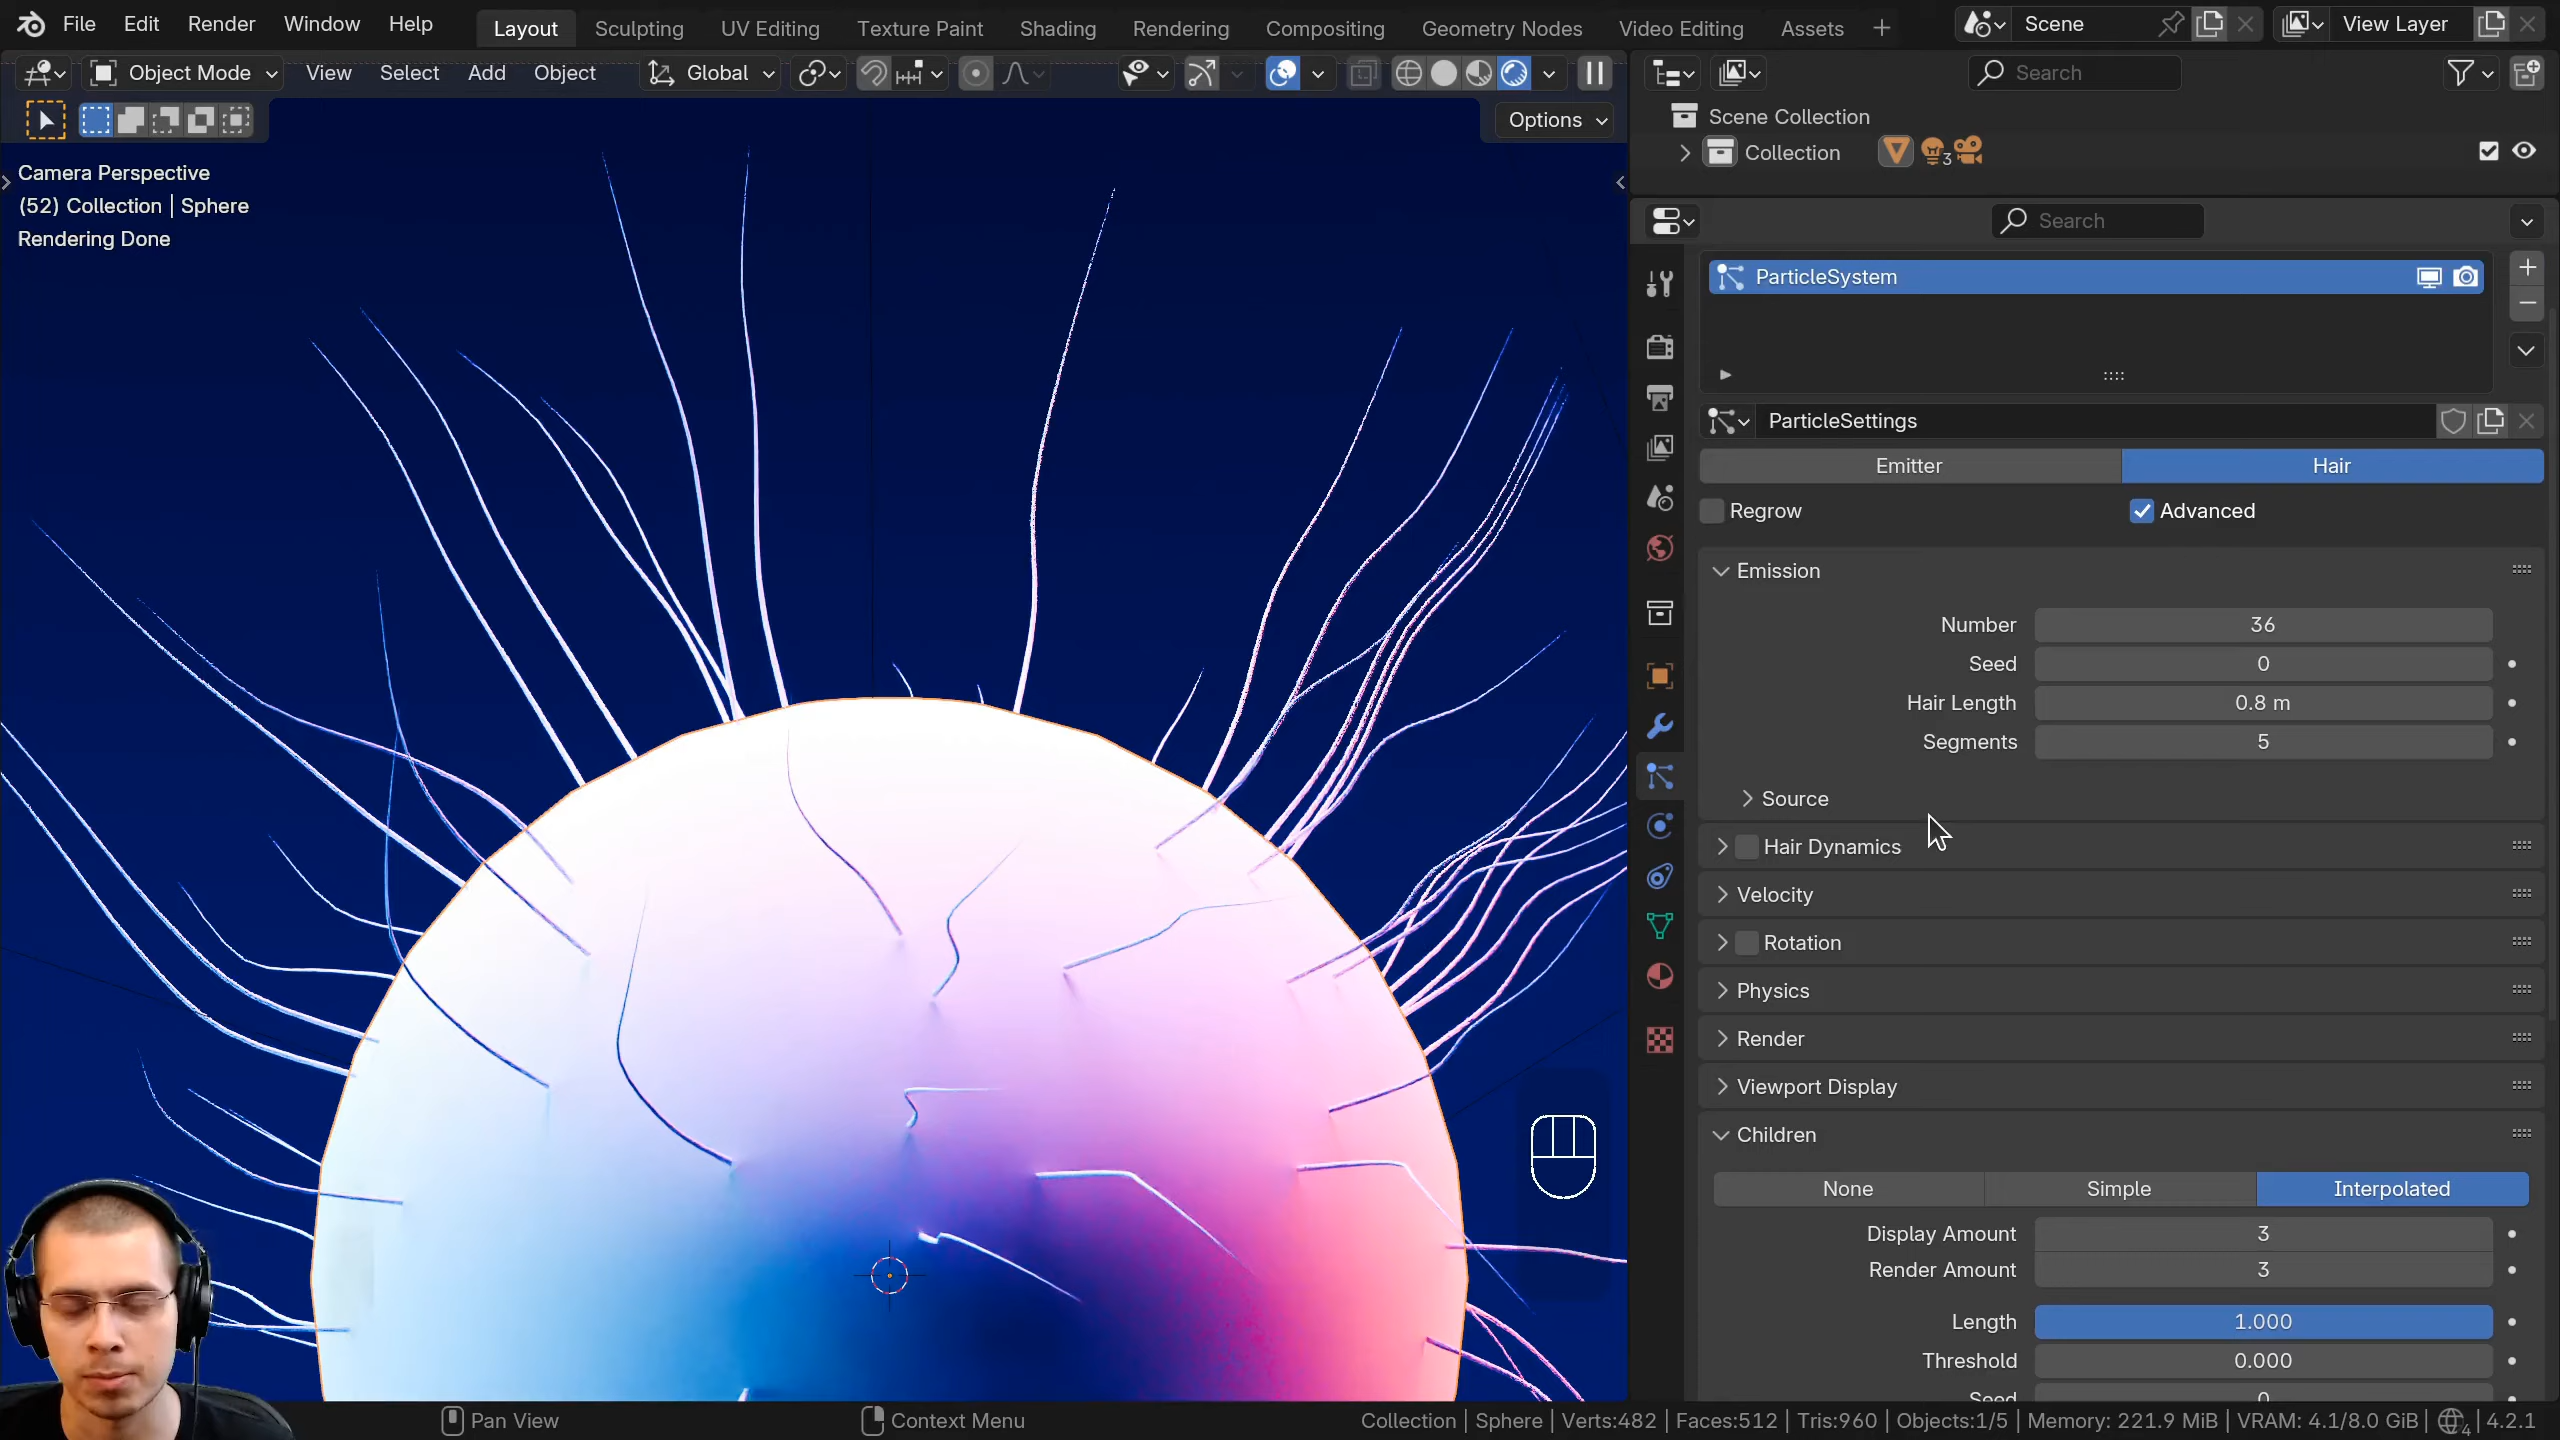 File Edit Render Window Help Layout Sculpting UV Editing Texture Paint Shading Rendering Compositing Geometry Nodes Video Editing Assets + Scene View Layer
Object Mode View Select Add Object Global Search
Options
Scene Collection
Collection 3
Camera Perspective
(52) Collection | Sphere
Rendering Done
Search
ParticleSystem
ParticleSettings
Emitter Hair
Regrow Advanced
Emission
Number 36
Seed 0
Hair Length 0.8 m
Segments 5
Source
Hair Dynamics
Velocity
Rotation
Physics
Render
Viewport Display
Children
None Simple Interpolated
Display Amount 3
Render Amount 3
Length 1.000
Threshold 0.000
Seed 0
Pan View Context Menu Collection | Sphere | Verts:482 | Faces:512 | Tris:960 | Objects:1/5 | Memory: 221.9 MiB | VRAM: 4.1/8.0 GiB | 4 | 4.2.1